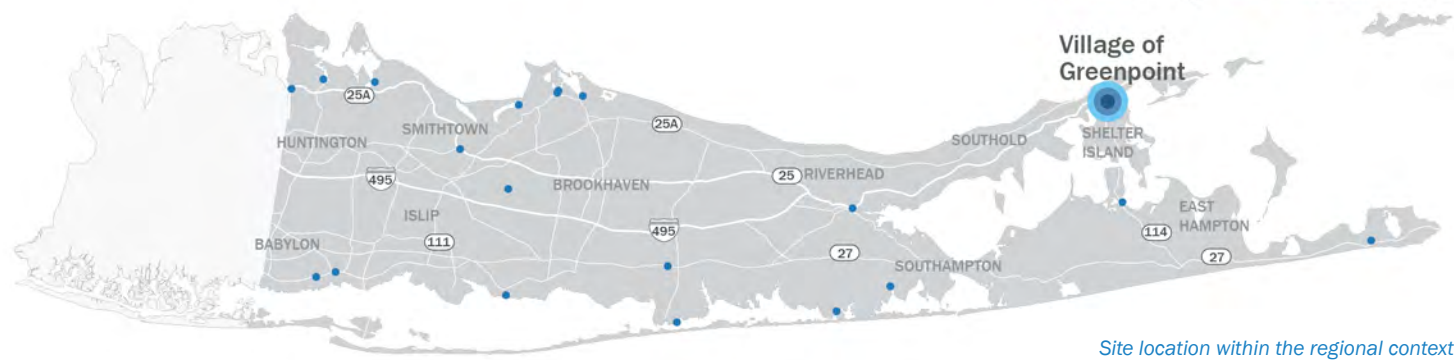 Village of
Greenpoint
25A
25A
SMITHTOWN
HUNTINGTON
SOUTHOLD
SHELTER
ISLAND
495
25
RIVERHEAD
BROOKHAVEN
ISLIP
EAST
HAMPTON
111
495
114
BABYLON
27
27
SOUTHAMPTON
Site location within the regional context